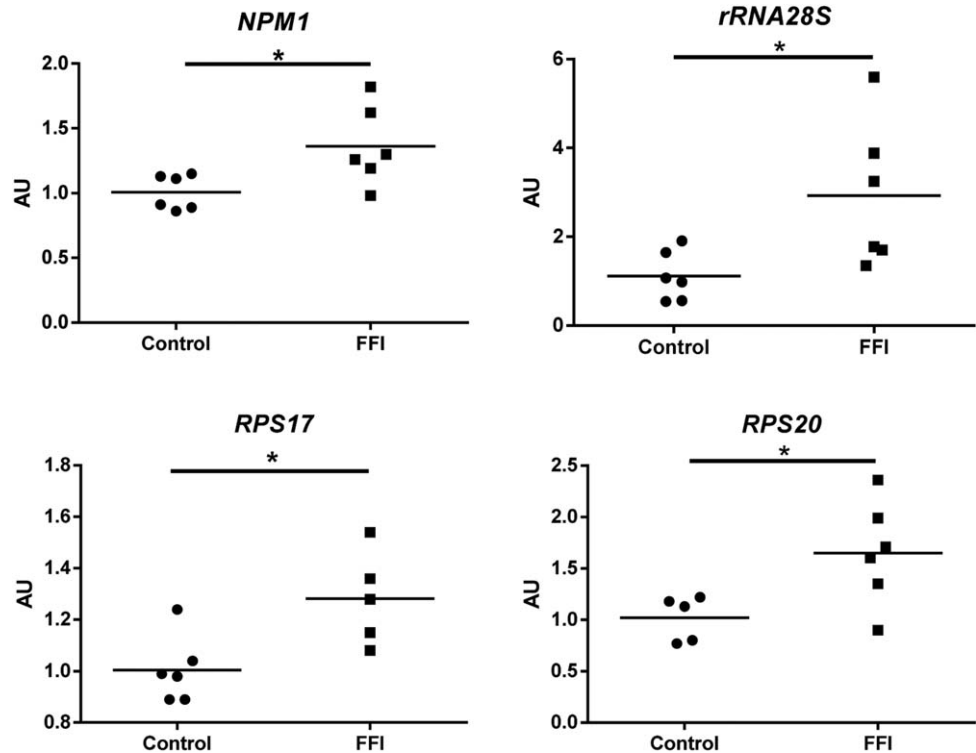 NPM1
*
2.0
1.5
AU
1.0
0.5
0.0
Control FFI
rRNA28S
*
6
4
AU
2
0
Control FFI
RPS17
*
1.8
1.6
1.4
AU
1.2
1.0
0.8
Control FFI
RPS20
*
2.5
2.0
1.5
AU
1.0
0.5
0.0
Control FFI